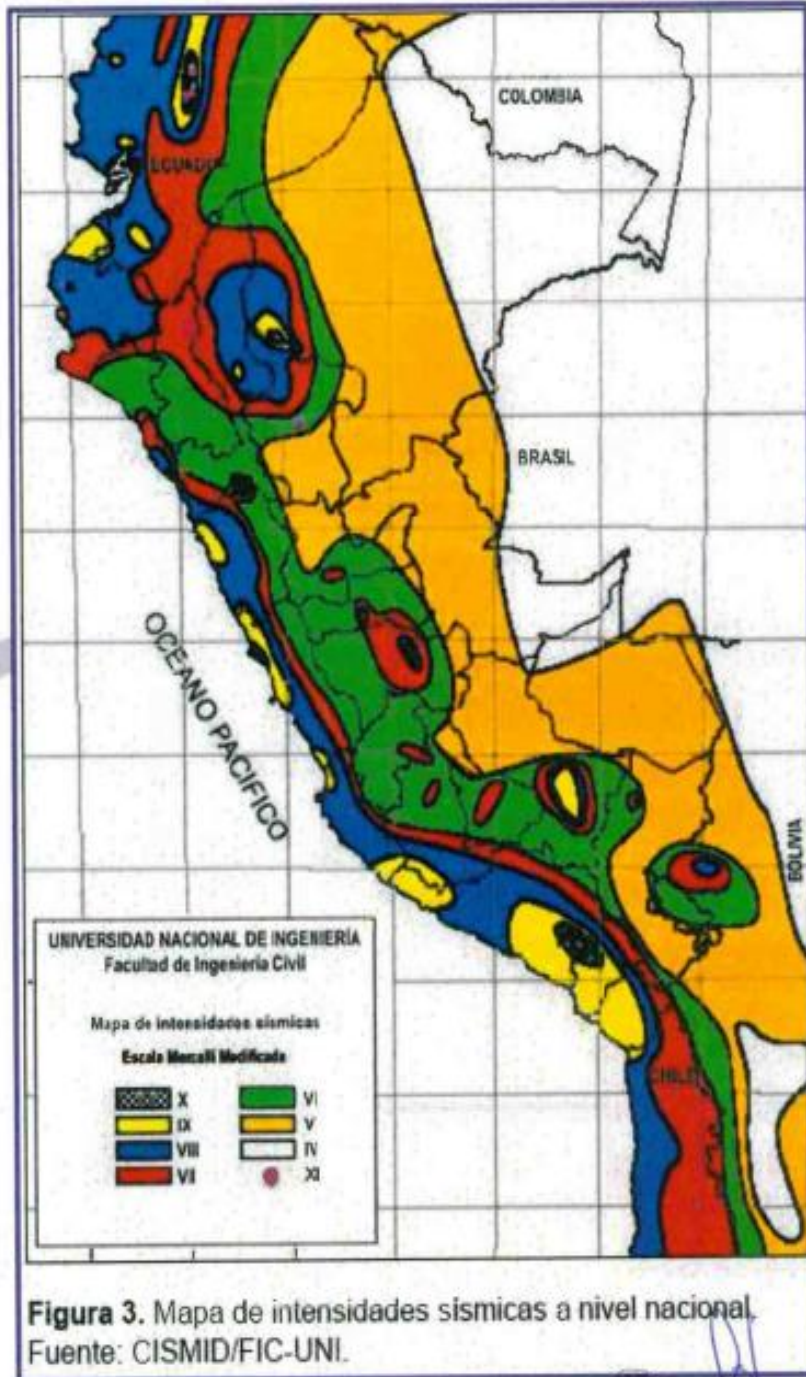 COLOMBIA
ECUADOR
BRASIL
OCEANO PACIFICO
BOLIVIA
CHILE
UNIVERSIDAD NACIONAL DE INGENIERÍA
Facultad de Ingeniería Civil
Mapa de intensidades sísmicas
Escala Mercalli Modificada
X VI
IX V
VIII IV
VII XI
Figura 3. Mapa de intensidades sísmicas a nivel nacional.
Fuente: CISMID/FIC-UNI.